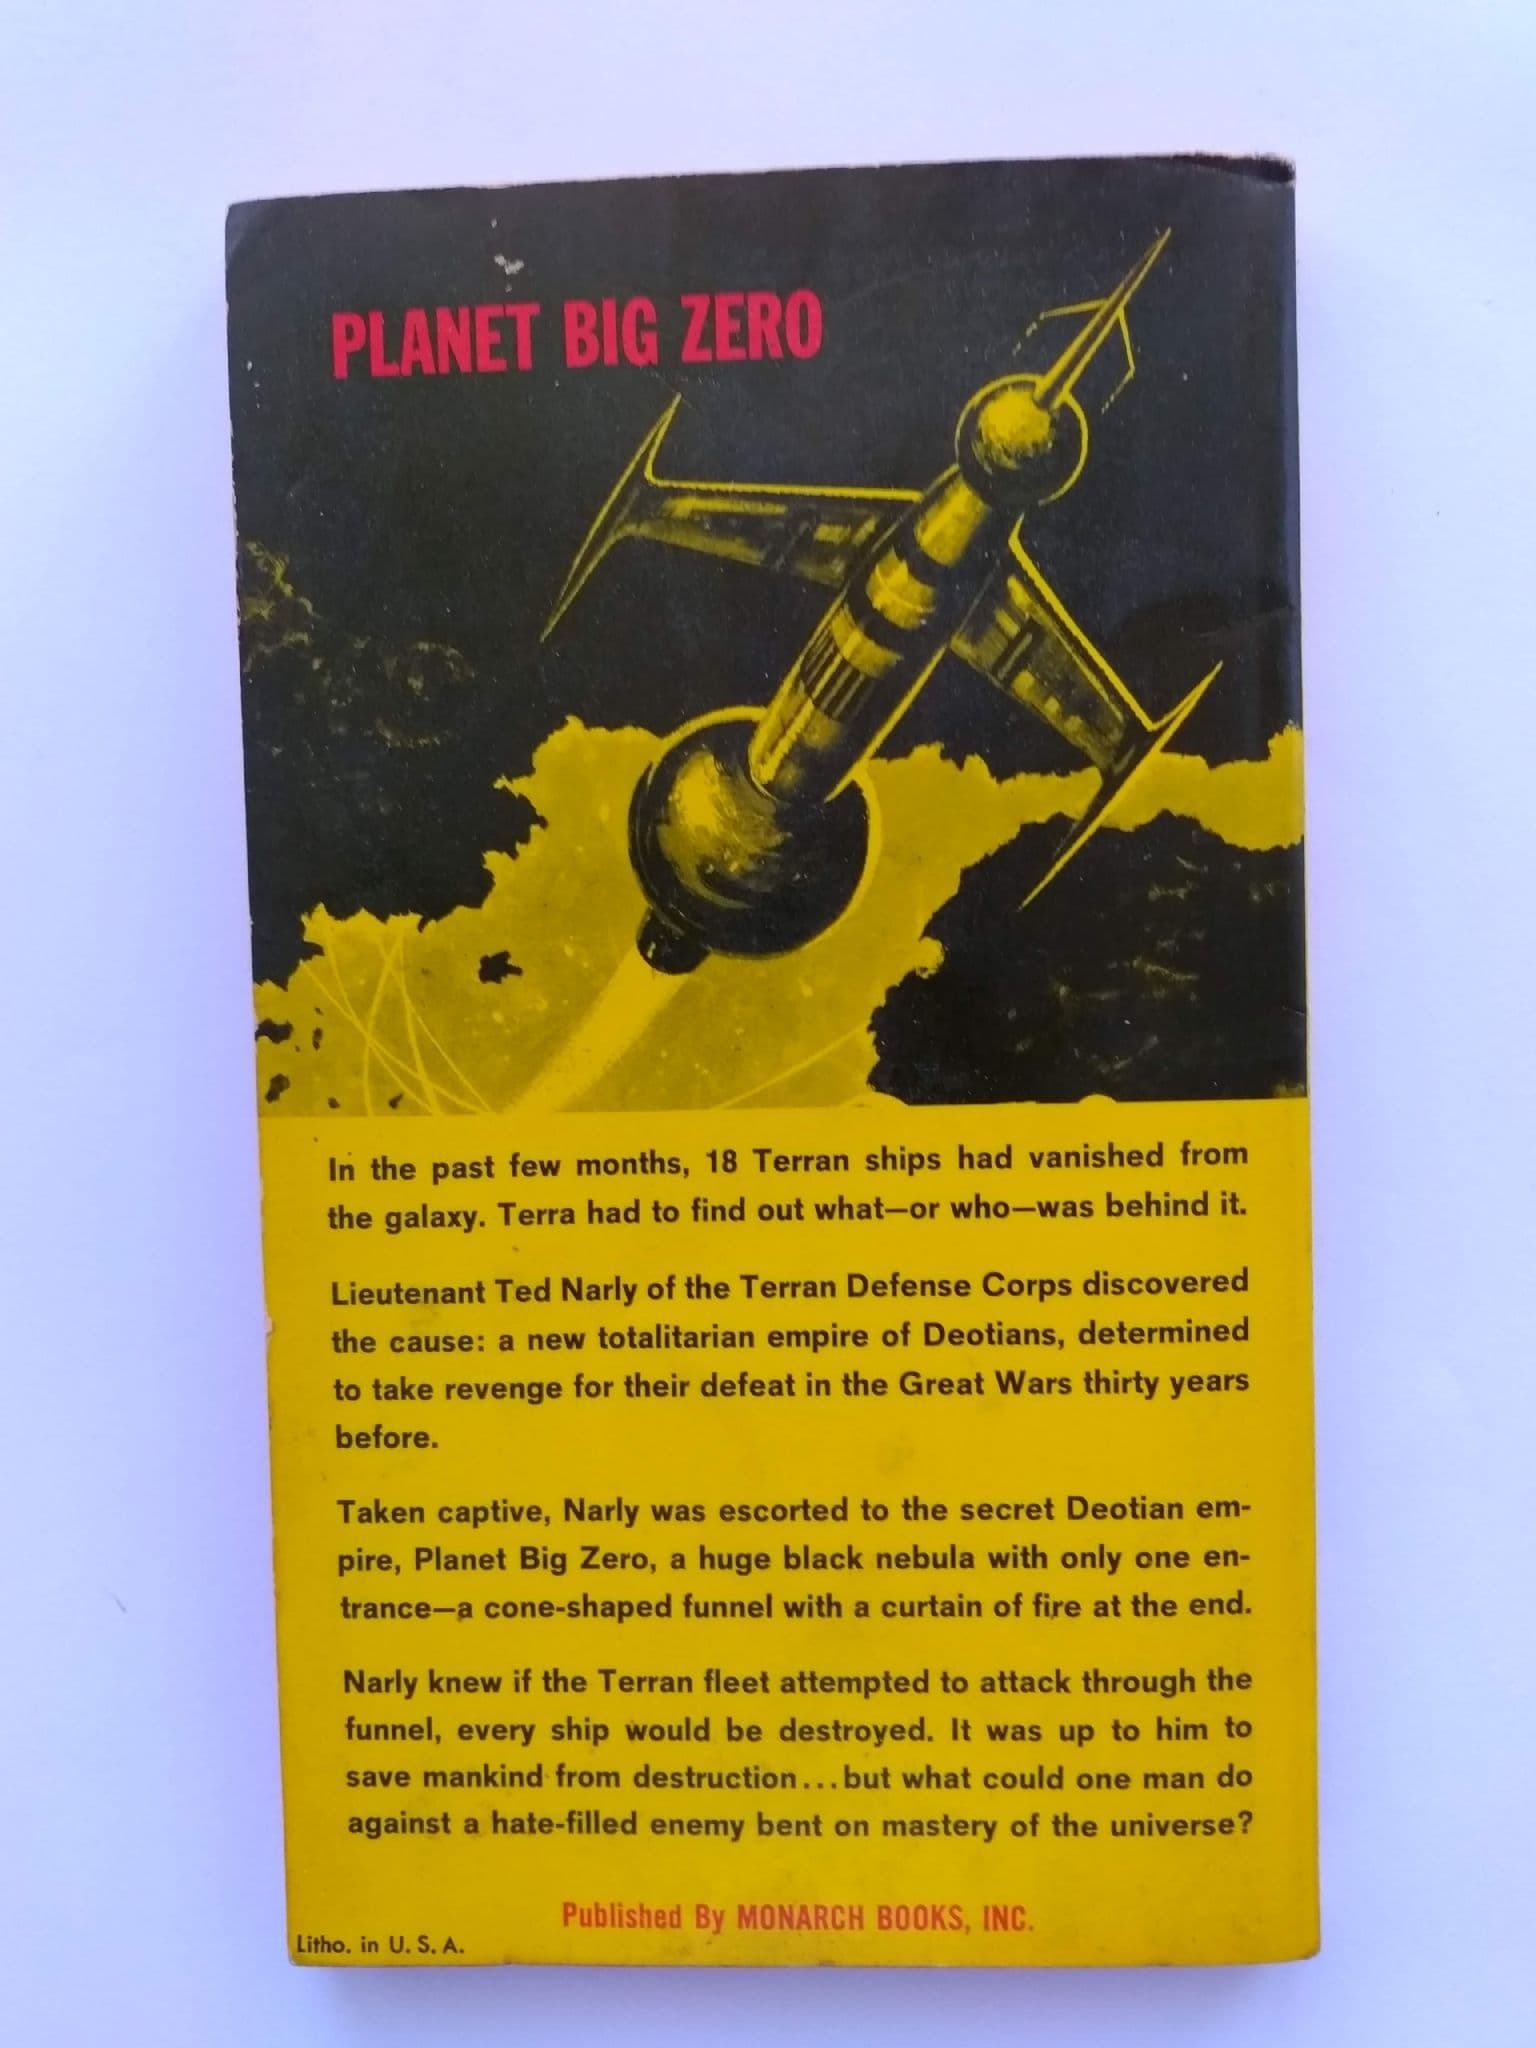 PLANET BIG ZERO
In the past few months, 18 Terran ships had vanished from
the galaxy. Terra had to find out what—or who—was behind it.
Lieutenant Ted Narly of the Terran Defense Corps discovered
the cause: a new totalitarian empire of Deotians, determined
to take revenge for their defeat in the Great Wars thirty years
before.
Taken captive, Narly was escorted to the secret Deotian em-
pire, Planet Big Zero, a huge black nebula with only one en-
trance—a cone-shaped funnel with a curtain of fire at the end.
Narly knew if the Terran fleet attempted to attack through the
funnel, every ship would be destroyed. It was up to him to
save mankind from destruction...but what could one man do
against a hate-filled enemy bent on mastery of the universe?
Published By MONARCH BOOKS, INC.
Litho. in U. S. A.